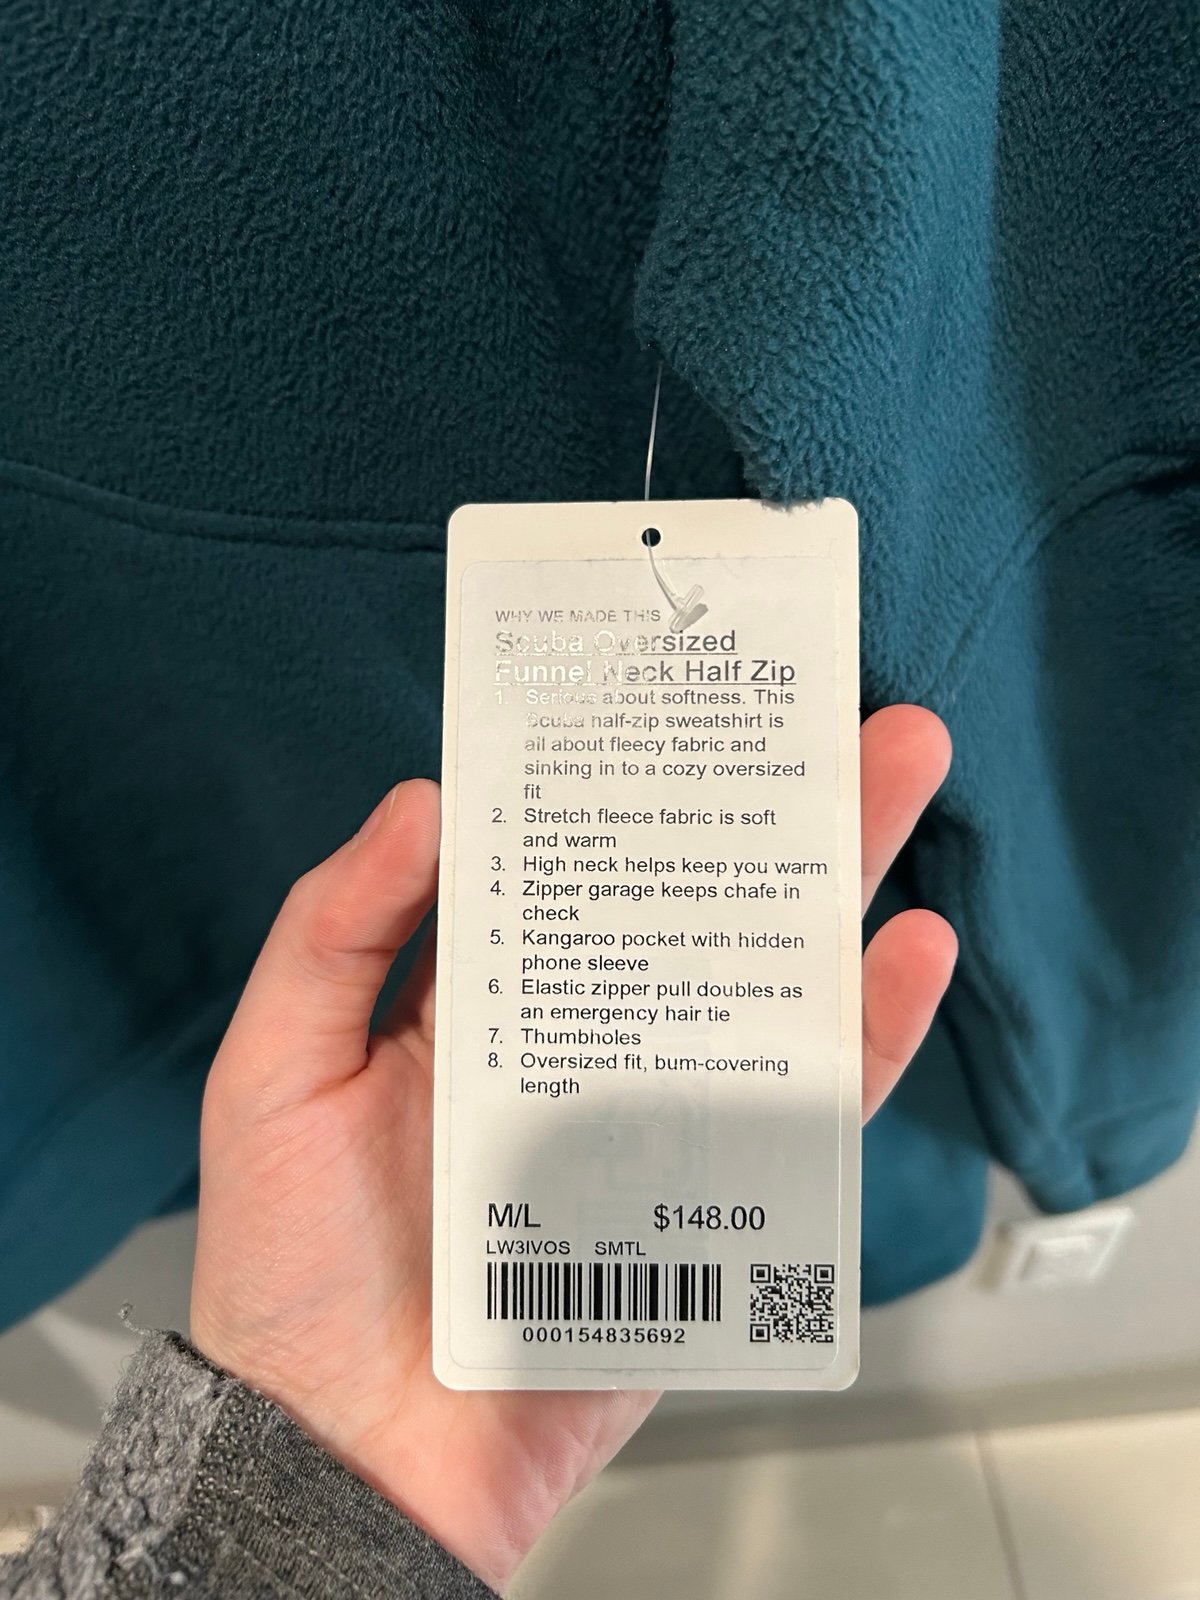 WHY WE MADE THIS
Scuba Oversized
Funnel Neck Half Zip
1. Serious about softness. This
Scuba half-zip sweatshirt is
all about fleecy fabric and
sinking in to a cozy oversized
fit
2. Stretch fleece fabric is soft
and warm
3. High neck helps keep you warm
4. Zipper garage keeps chafe in
check
5. Kangaroo pocket with hidden
phone sleeve
6. Elastic zipper pull doubles as
an emergency hair tie
7. Thumbholes
8. Oversized fit, bum-covering
length
M/L $148.00
LW3IVOS SMTL
000154835692